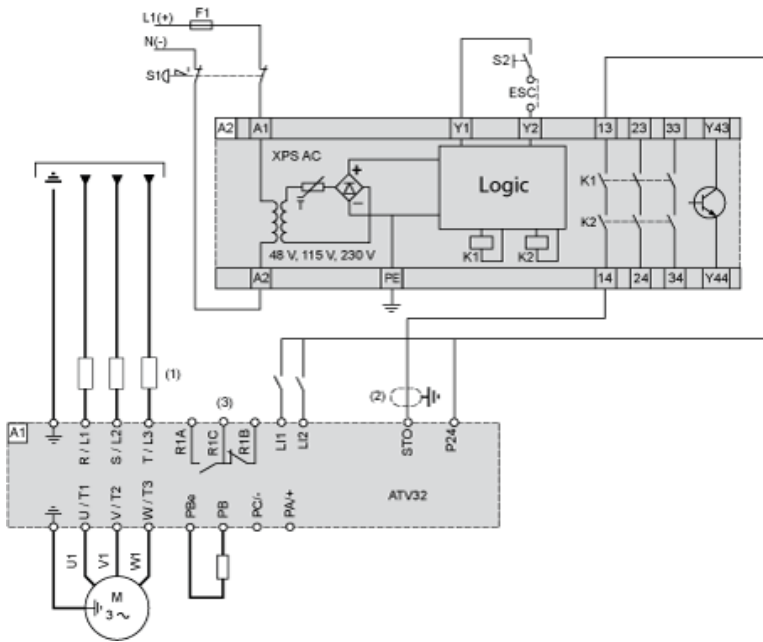 L1(+) F1
N(-)
S1
S2
ESC
A2 A1 Y1 Y2 13 23 33 Y43
XPS AC
+
Logic
T
−
K1
K2
48 V, 115 V, 230 V
K1 K2
A2 PE 14 24 34 Y44
(1)
(2)
(3)
A1
R / L1
S / L2
T / L3
R1A
R1C
R1B
LI1
LI2
STO
P24
ATV32
U / T1
V / T2
W / T3
PBe
PB
PC/-
PA/+
U1
V1
W1
M
3 ~